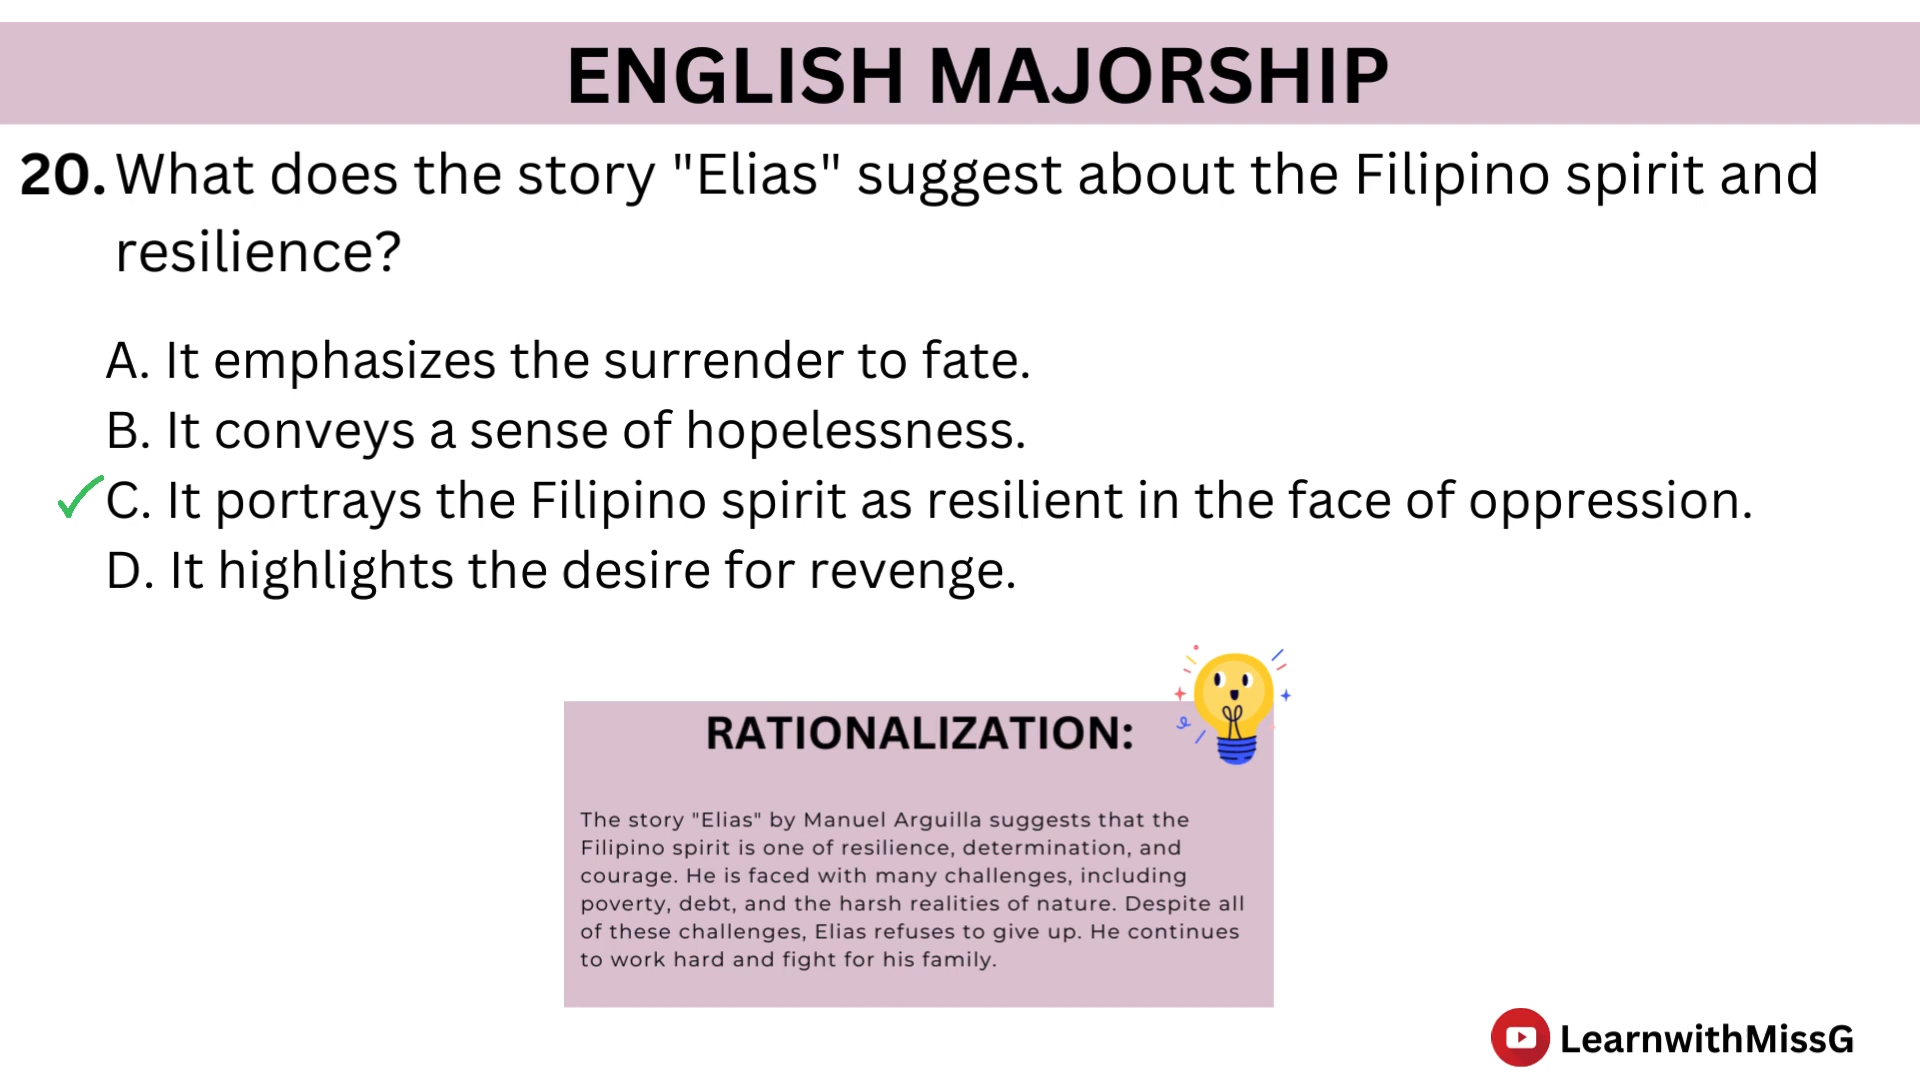 ENGLISH MAJORSHIP
20. What does the story "Elias" suggest about the Filipino spirit and
resilience?
A. It emphasizes the surrender to fate.
B. It conveys a sense of hopelessness.
C. It portrays the Filipino spirit as resilient in the face of oppression.
D. It highlights the desire for revenge.
RATIONALIZATION:
The story "Elias" by Manuel Arguilla suggests that the
Filipino spirit is one of resilience, determination, and
courage. He is faced with many challenges, including
poverty, debt, and the harsh realities of nature. Despite all
of these challenges, Elias refuses to give up. He continues
to work hard and fight for his family.
LearnwithMissG